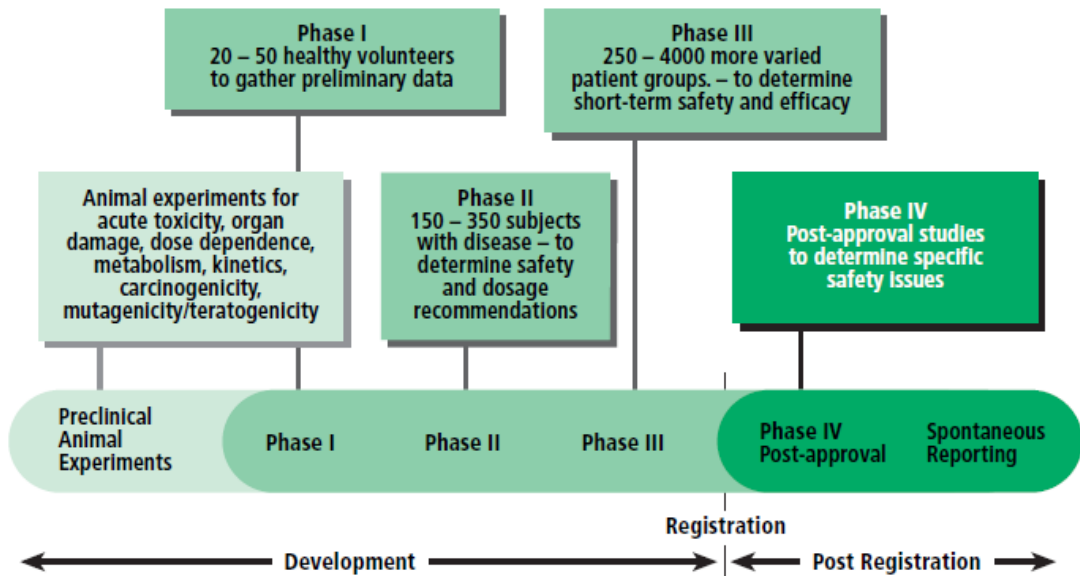 Phase I
20 – 50 healthy volunteers
to gather preliminary data
Phase III
250 – 4000 more varied
patient groups. – to determine
short-term safety and efficacy
Animal experiments for
acute toxicity, organ
damage, dose dependence,
metabolism, kinetics,
carcinogenicity,
mutagenicity/teratogenicity
Phase II
150 – 350 subjects
with disease – to
determine safety
and dosage
recommendations
Phase IV
Post-approval studies
to determine specific
safety issues
Preclinical
Animal
Experiments
Phase I
Phase II
Phase III
Phase IV
Post-approval
Spontaneous
Reporting
Registration
Development
Post Registration